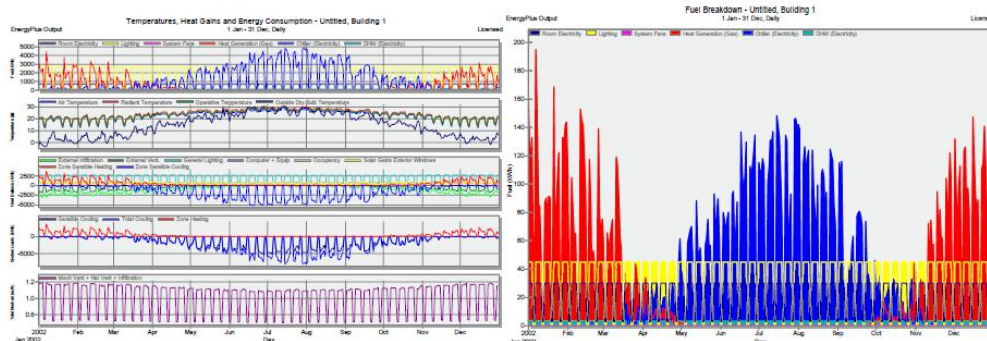 Temperatures, Heat Gains and Energy Consumption - Untitled, Building 1
EnergyPlus Output
1 Jan - 31 Dec, Daily
Licensed
Room Electricity Lighting System Fans Heat Generation (Gas) Chiller (Electricity) DHW (Electricity)
5000
4000
3000
2000
1000
0
Air Temperature Radiant Temperature Operative Temperature Outside Dry-Bulb Temperature
30
20
10
0
External Infiltration External Vent. General Lighting Computer + Equip Occupancy Solar Gains Exterior Windows
Zone Sensible Heating Zone Sensible Cooling
2500
0
-2500
-5000
Sensible Cooling Total Cooling Zone Heating
0
-5000
Mech Vent + Nat Vent + Infiltration
1.2
1.0
0.8
2002 Feb Mar Apr May Jun Jul Aug Sep Oct Nov Dec
Jan 2002
Day
Fuel Breakdown - Untitled, Building 1
EnergyPlus Output
1 Jan - 31 Dec, Daily
Room Electricity Lighting System Fans Heat Generation (Gas) Chiller (Electricity) DHW (Electricity)
200
180
160
140
120
100
80
60
40
20
0
Fuel (kWh)
2002 Feb Mar Apr May Jun Jul Aug Sep Oct Nov Dec